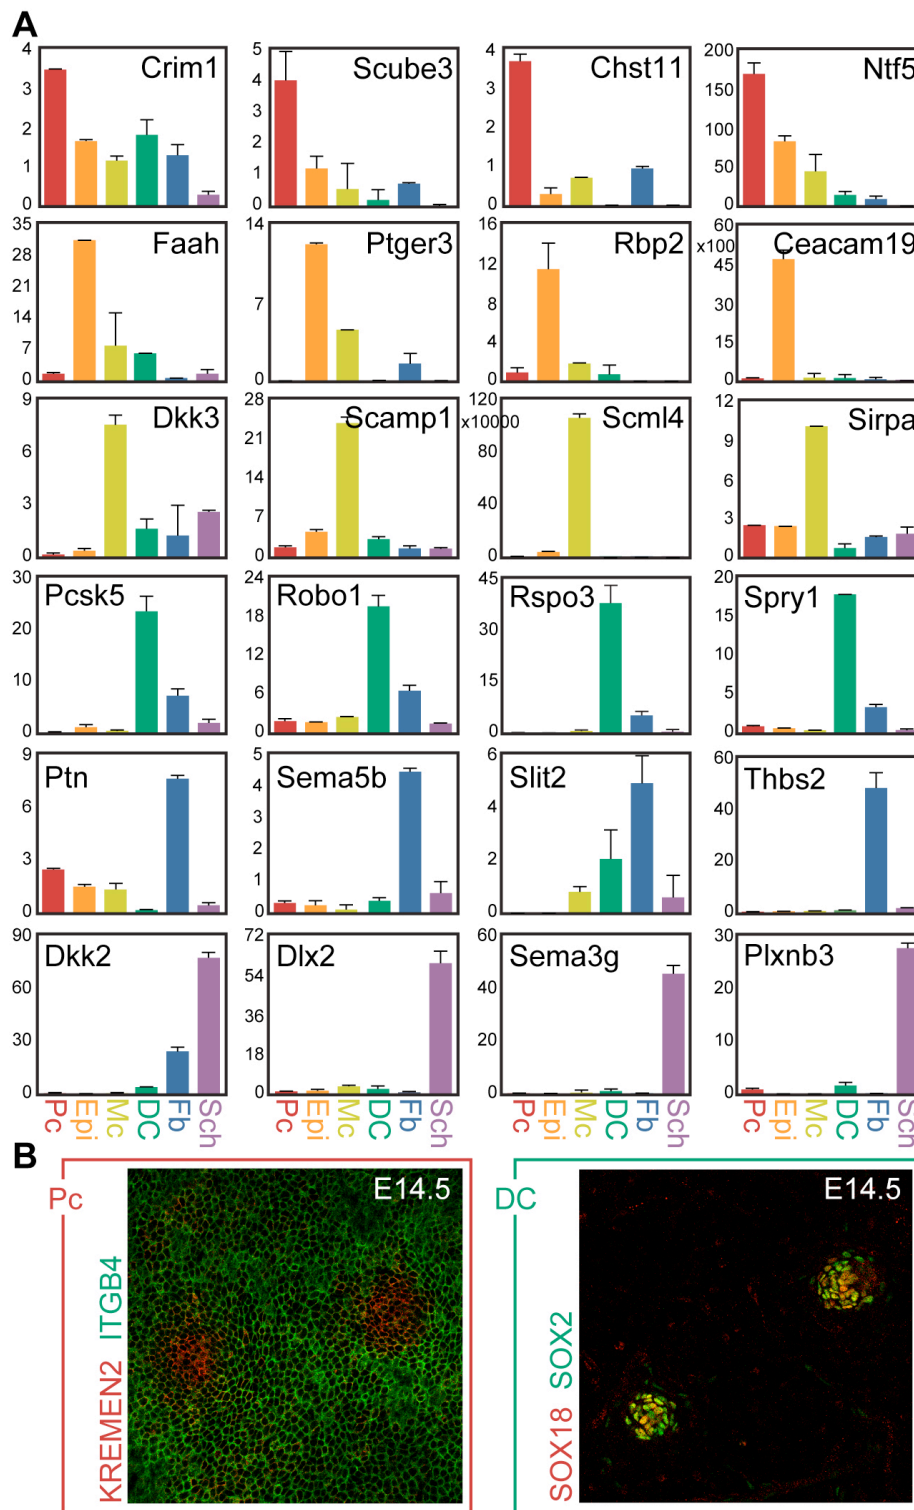 A
Crim1
4
3
2
1
0
Scube3
5
4
3
2
1
0
Chst11
4
2
1
0
Ntf5
200
150
100
50
0
Faah
35
28
21
14
7
0
Ptger3
14
7
0
Rbp2
16
12
8
4
0
Ceacam19
x100
60
45
30
15
0
Dkk3
9
6
3
0
Scamp1
28
21
14
7
0
Scml4
x10000
120
80
40
0
Sirpa
12
9
6
3
0
Pcsk5
30
20
10
0
Robo1
24
18
12
6
0
Rspo3
45
30
15
0
Spry1
20
15
10
5
0
Ptn
9
6
3
0
Sema5b
5
4
3
2
1
0
Slit2
6
4
2
0
Thbs2
60
40
20
0
Dkk2
90
60
30
0
Dlx2
72
54
36
18
0
Sema3g
60
40
20
0
Plxnb3
30
20
10
0
Pc Epi Mc DC Fb Sch
Pc Epi Mc DC Fb Sch
Pc Epi Mc DC Fb Sch
Pc Epi Mc DC Fb Sch
B
Pc
E14.5
KREMEN2 ITGB4
DC
E14.5
SOX18 SOX2